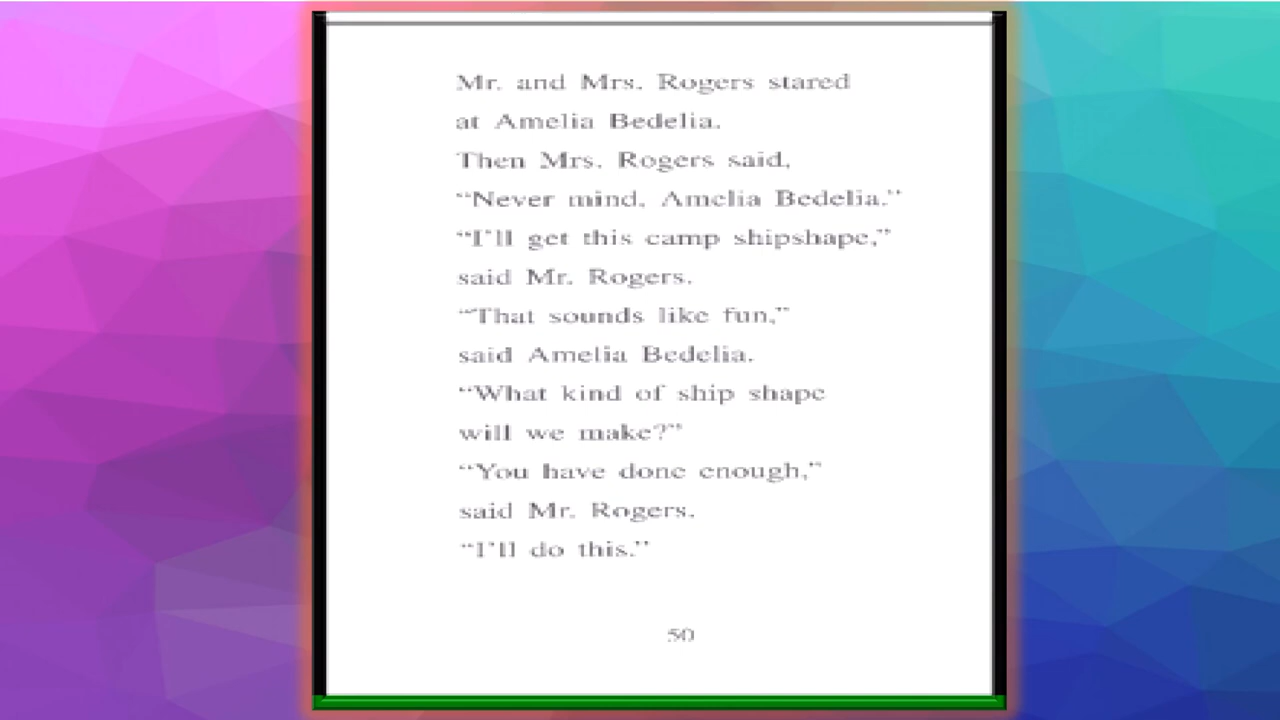 Mr. and Mrs. Rogers stared
at Amelia Bedelia.
Then Mrs. Rogers said,
“Never mind, Amelia Bedelia.”
“I’ll get this camp shipshape,”
said Mr. Rogers.
“That sounds like fun,”
said Amelia Bedelia.
“What kind of ship shape
will we make?”
“You have done enough,”
said Mr. Rogers.
“I’ll do this.”
50